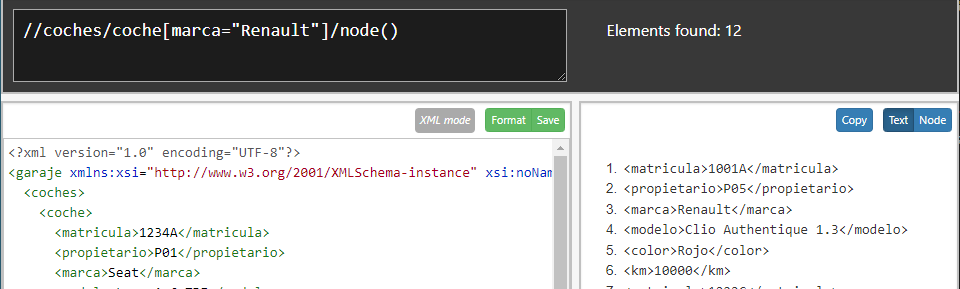 //coches/coche[marca="Renault"]/node()
Elements found: 12
XML mode
Format
Save
Copy
Text
Node
<?xml version="1.0" encoding="UTF-8"?>
<garaje xmlns:xsi="http://www.w3.org/2001/XMLSchema-instance" xsi:noNam
<coches>
<coche>
<matricula>1234A</matricula>
<propietario>P01</propietario>
<marca>Seat</marca>
1. <matricula>1001A</matricula>
2. <propietario>P05</propietario>
3. <marca>Renault</marca>
4. <modelo>Clio Authentique 1.3</modelo>
5. <color>Rojo</color>
6. <km>10000</km>